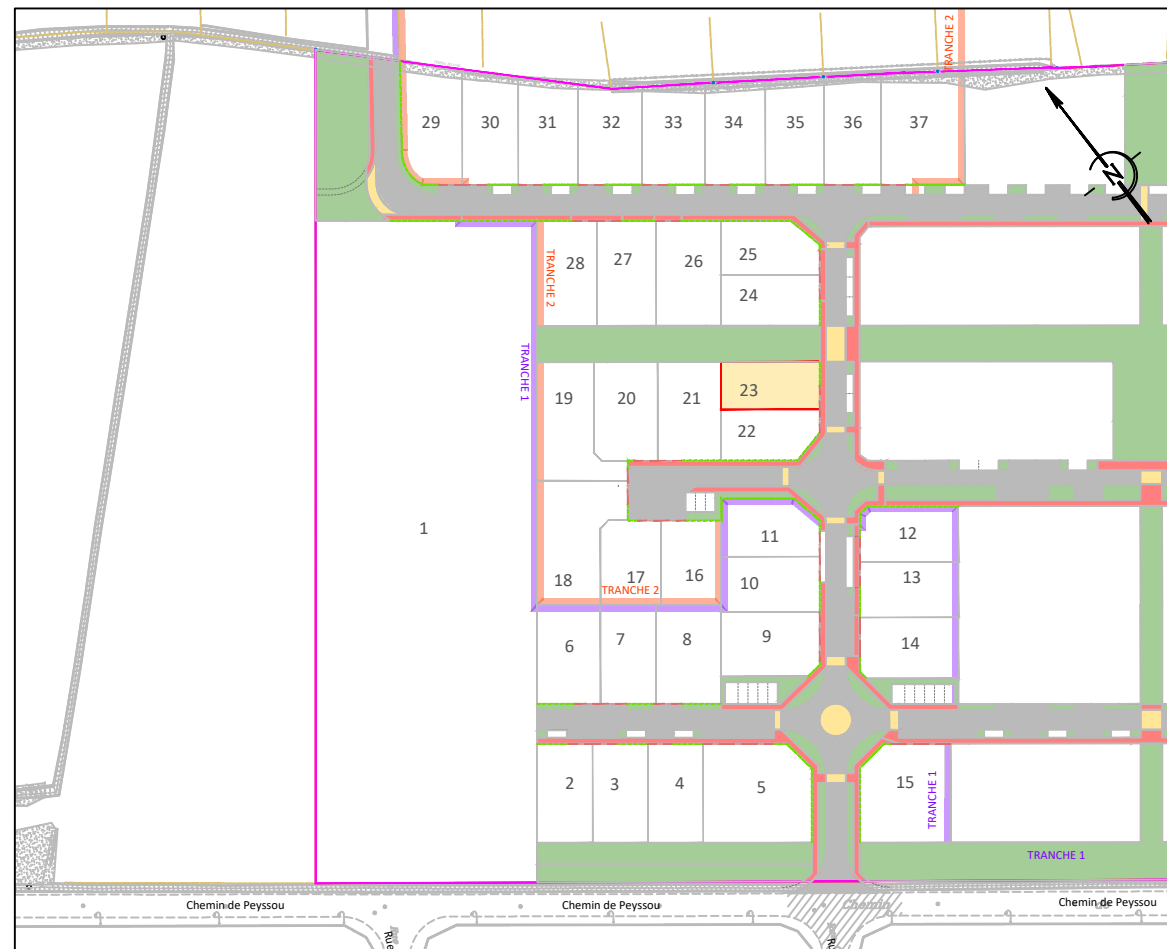 TRANCHE 2
29 30 31 32 33 34 35 36 37
N
28 27 26 25
24
TRANCHE 2
TRANCHE 1
19 20 21 23
22
1
11 12
18 17 16 10 13
TRANCHE 2
6 7 8 9 14
2 3 4 5 15
TRANCHE 1
TRANCHE 1
Chemin de Peyssou
Chemin de Peyssou
Chemin de Peyssou
Chemin
Rue